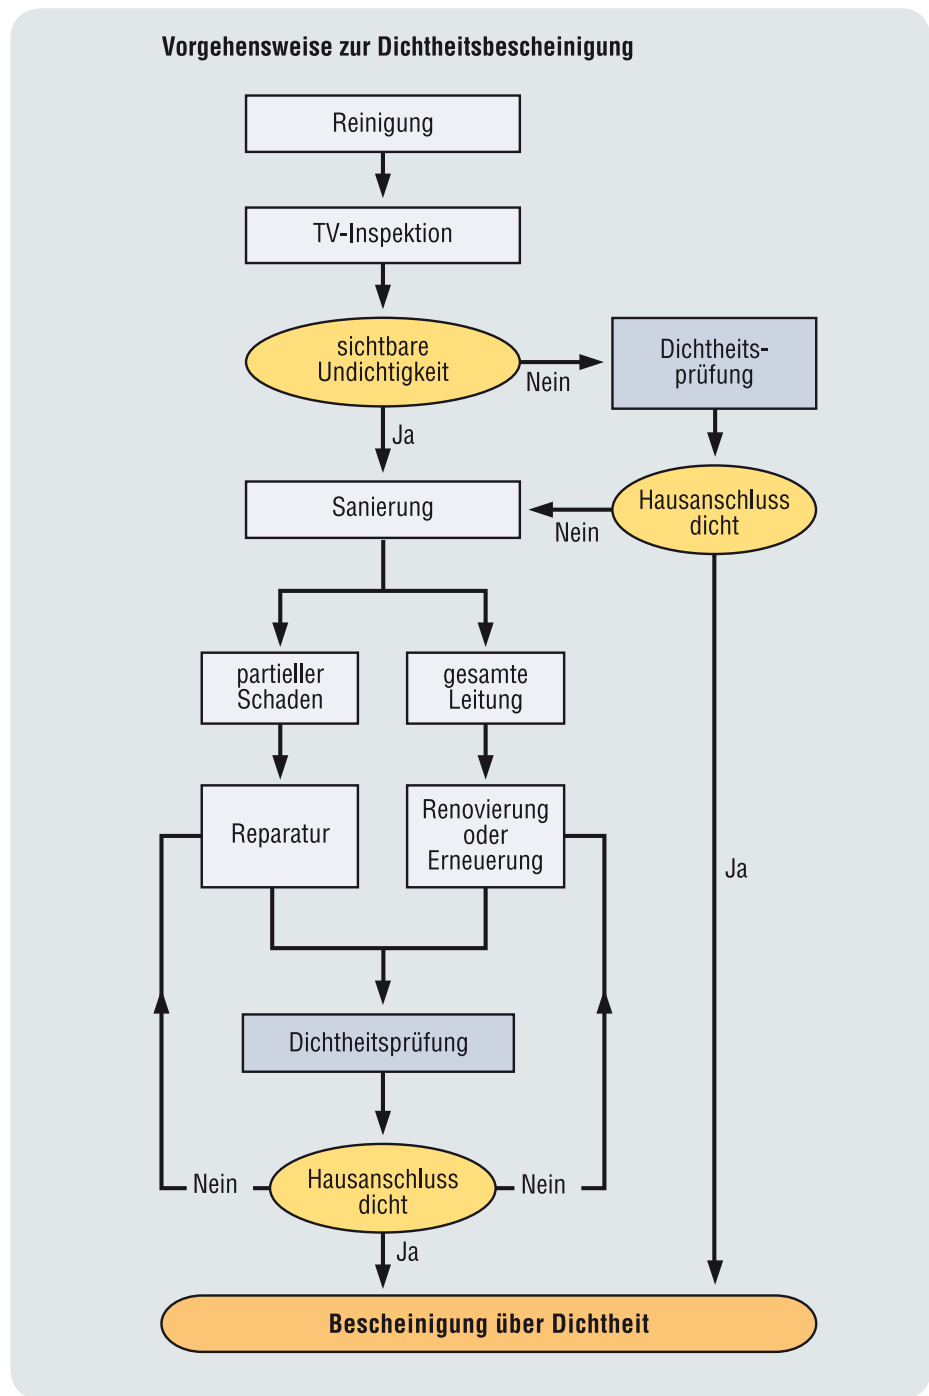 Vorgehensweise zur Dichtheitsbescheinigung
Reinigung
TV-Inspektion
sichtbare
Undichtigkeit
Nein
Dichtheits-
prüfung
Ja
Sanierung
Nein
Hausanschluss
dicht
partieller
Schaden
gesamte
Leitung
Reparatur
Renovierung
oder
Erneuerung
Ja
Dichtheitsprüfung
Nein
Hausanschluss
dicht
Nein
Ja
Bescheinigung über Dichtheit